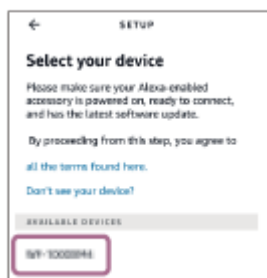 SETUP
Select your device
Please make sure your Alexa-enabled
accessory is powered on, ready to connect,
and has the latest software update.
By proceeding from this step, you agree to
all the terms found here.
Don't see your device?
AVAILABLE DEVICES